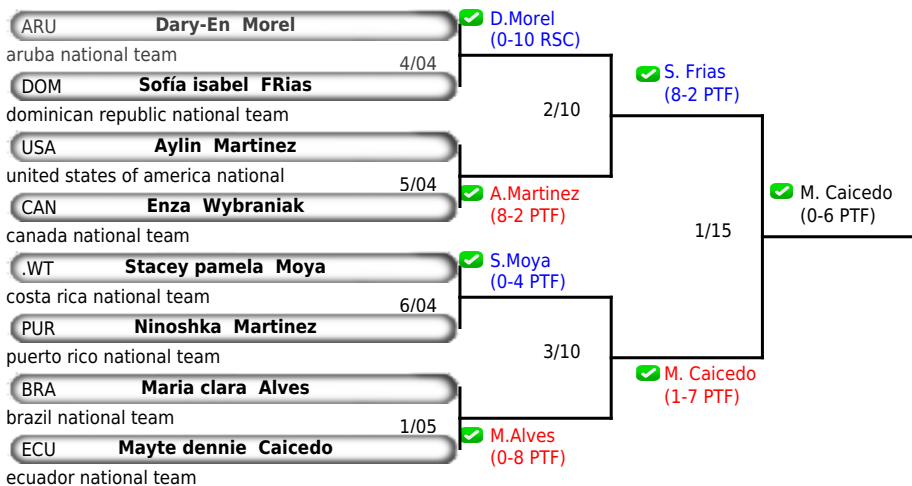 ARU Dary-En Morel
aruba national team
4/04
DOM Sofía isabel FRias
dominican republic national team
USA Aylin Martinez
united states of america national
5/04
CAN Enza Wybraniak
canada national team
.WT Stacey pamela Moya
costa rica national team
6/04
PUR Ninoshka Martinez
puerto rico national team
BRA Maria clara Alves
brazil national team
1/05
ECU Mayte dennie Caicedo
ecuador national team
D.Morel
(0-10 RSC)
2/10
A.Martinez
(8-2 PTF)
S.Moya
(0-4 PTF)
3/10
M.Alves
(0-8 PTF)
S. Frias
(8-2 PTF)
1/15
M. Caicedo
(1-7 PTF)
M. Caicedo
(0-6 PTF)